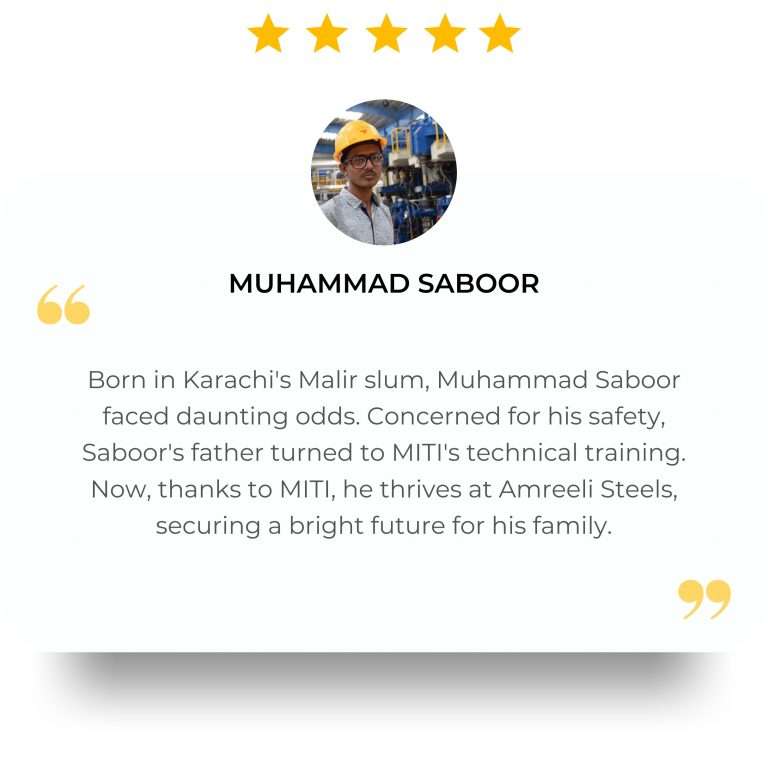 MUHAMMAD SABOOR
“
Born in Karachi's Malir slum, Muhammad Saboor
faced daunting odds. Concerned for his safety,
Saboor's father turned to MITI's technical training.
Now, thanks to MITI, he thrives at Amreeli Steels,
securing a bright future for his family.
”